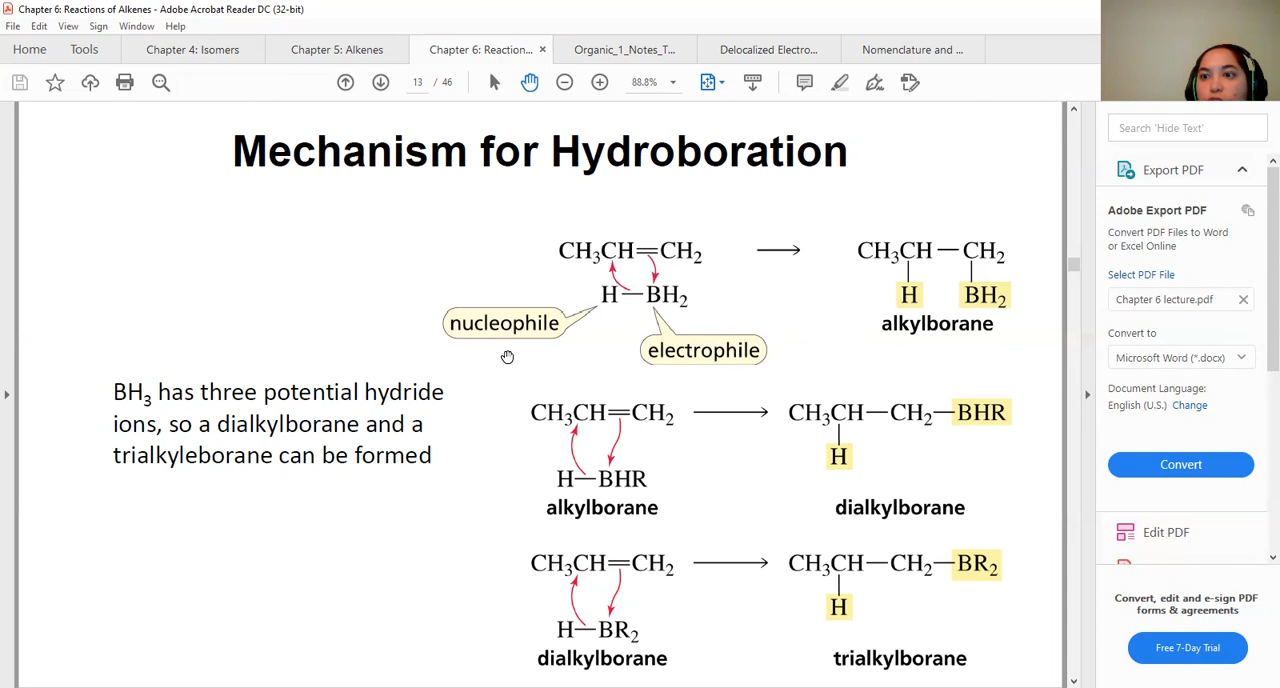 Chapter 6: Reactions of Alkenes - Adobe Acrobat Reader DC (32-bit)
File Edit View Sign Window Help
Home Tools Chapter 4: Isomers Chapter 5: Alkenes Chapter 6: Reaction... × Organic_1_Notes_T... Delocalized Electro... Nomenclature and ...
13 / 46 88.8%
Search 'Hide Text'
Mechanism for Hydroboration
Export PDF
Adobe Export PDF
Convert PDF Files to Word
or Excel Online
Select PDF File
Chapter 6 lecture.pdf
Convert to
Microsoft Word (*.docx)
Document Language:
English (U.S.) Change
Convert
Edit PDF
Convert, edit and e-sign PDF
forms & agreements
Free 7-Day Trial
CH₃CH=CH₂ → CH₃CH—CH₂
H—BH₂ H BH₂
nucleophile
electrophile
alkylborane
BH₃ has three potential hydride
ions, so a dialkylborane and a
trialkyleborane can be formed
CH₃CH=CH₂ → CH₃CH—CH₂—BHR
H
H—BHR
alkylborane dialkylborane
CH₃CH=CH₂ → CH₃CH—CH₂—BR₂
H
H—BR₂
dialkylborane trialkylborane